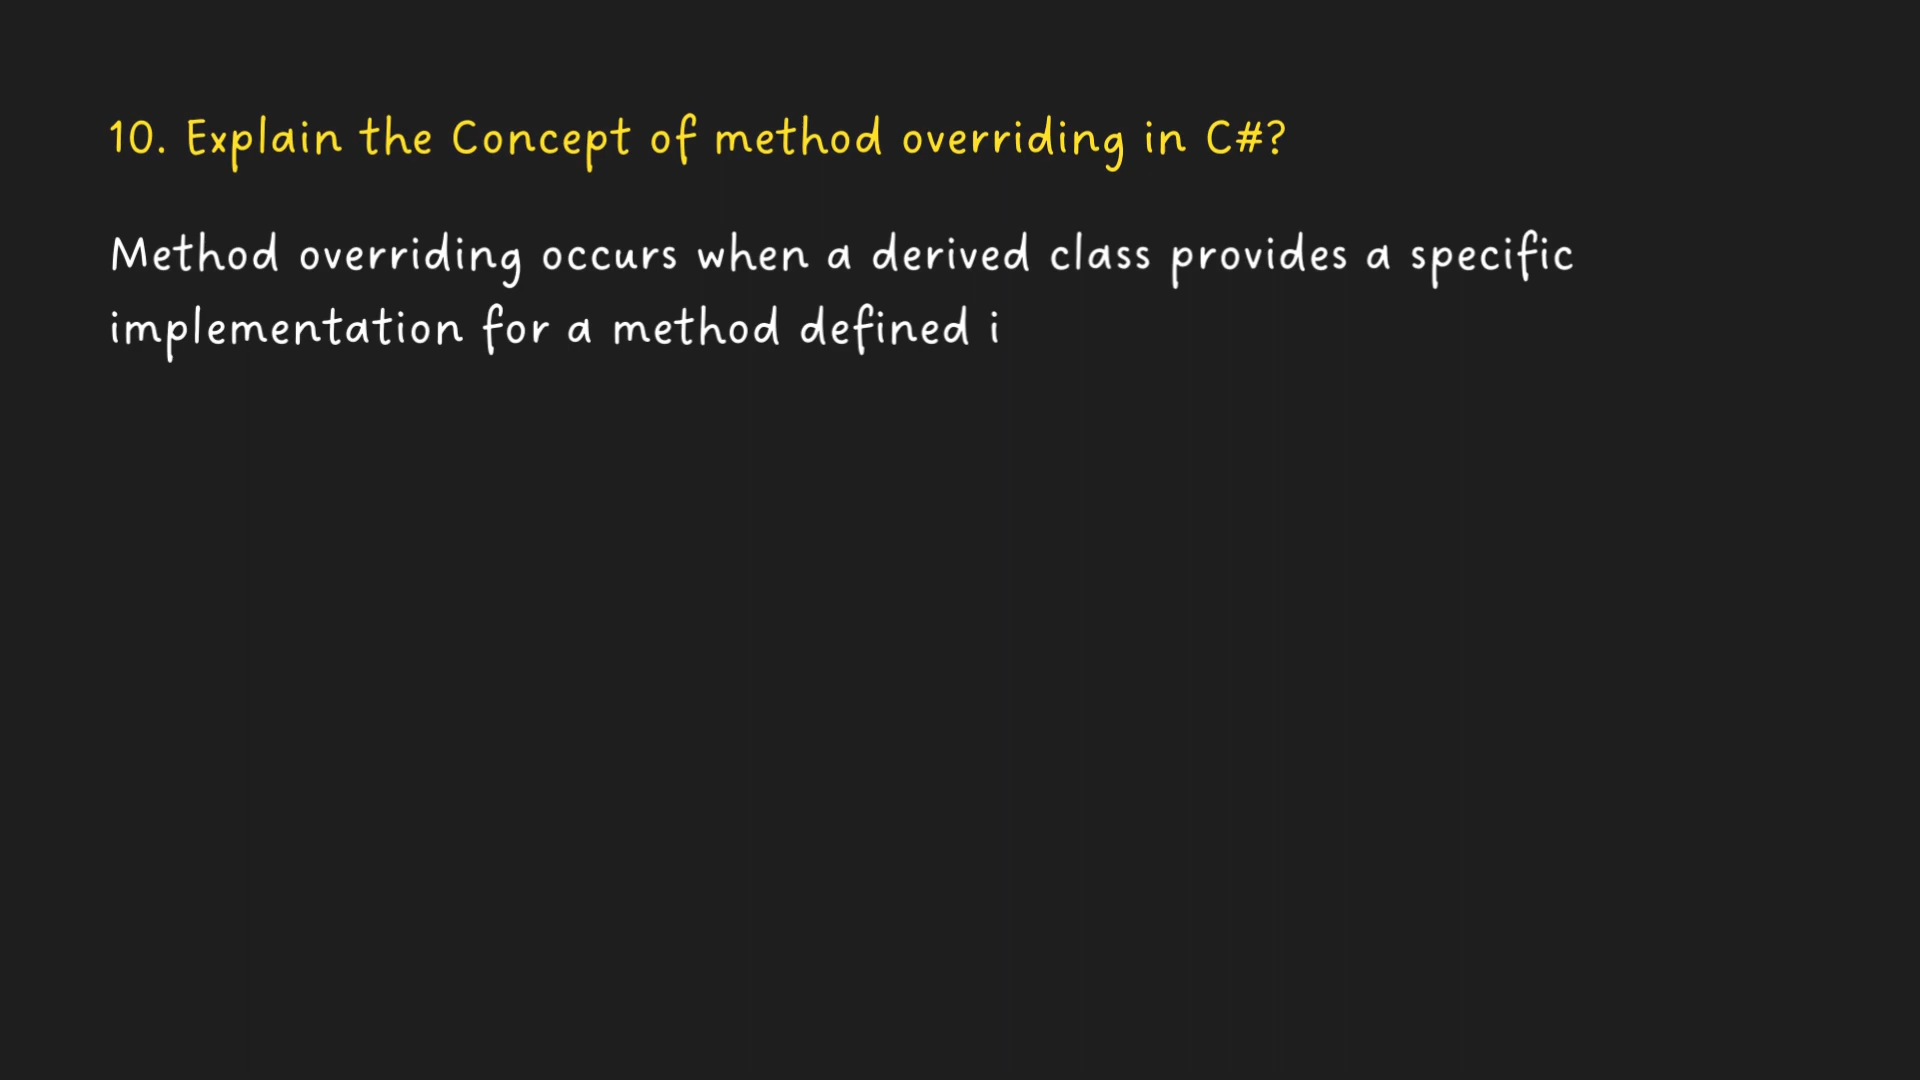 10. Explain the Concept of method overriding in C#?
Method overriding occurs when a derived class provides a specific
implementation for a method defined i